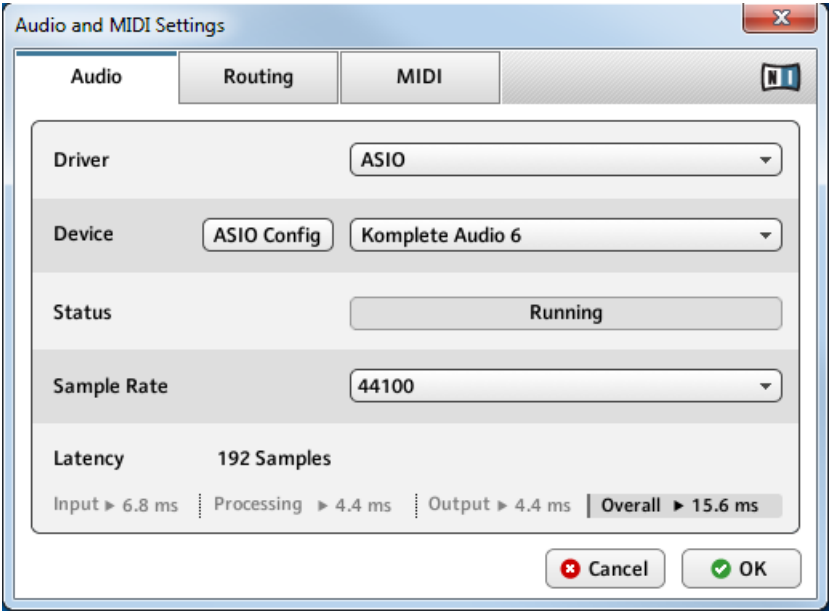 Audio and MIDI Settings
Audio Routing MIDI NI
Driver ASIO
Device ASIO Config Komplete Audio 6
Status Running
Sample Rate 44100
Latency 192 Samples
Input ▸ 6.8 ms Processing ▸ 4.4 ms Output ▸ 4.4 ms Overall ▸ 15.6 ms
Cancel OK